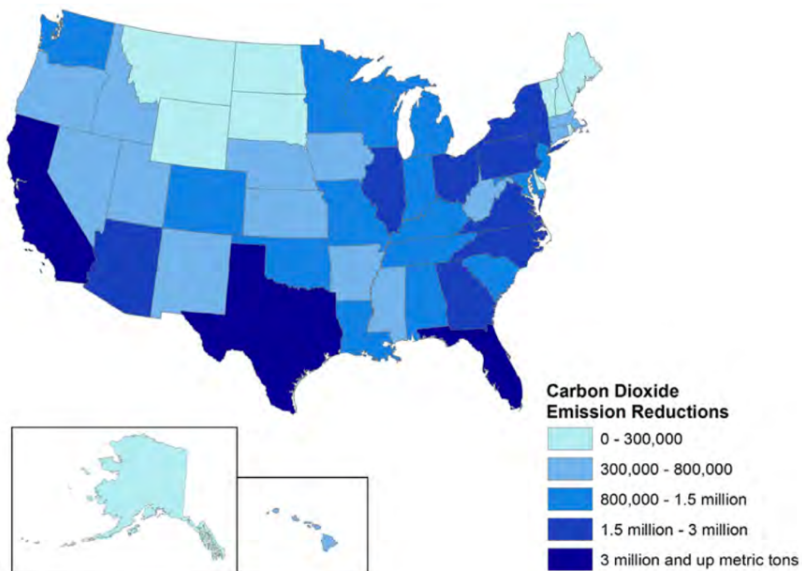 Carbon Dioxide
Emission Reductions
0 - 300,000
300,000 - 800,000
800,000 - 1.5 million
1.5 million - 3 million
3 million and up metric tons